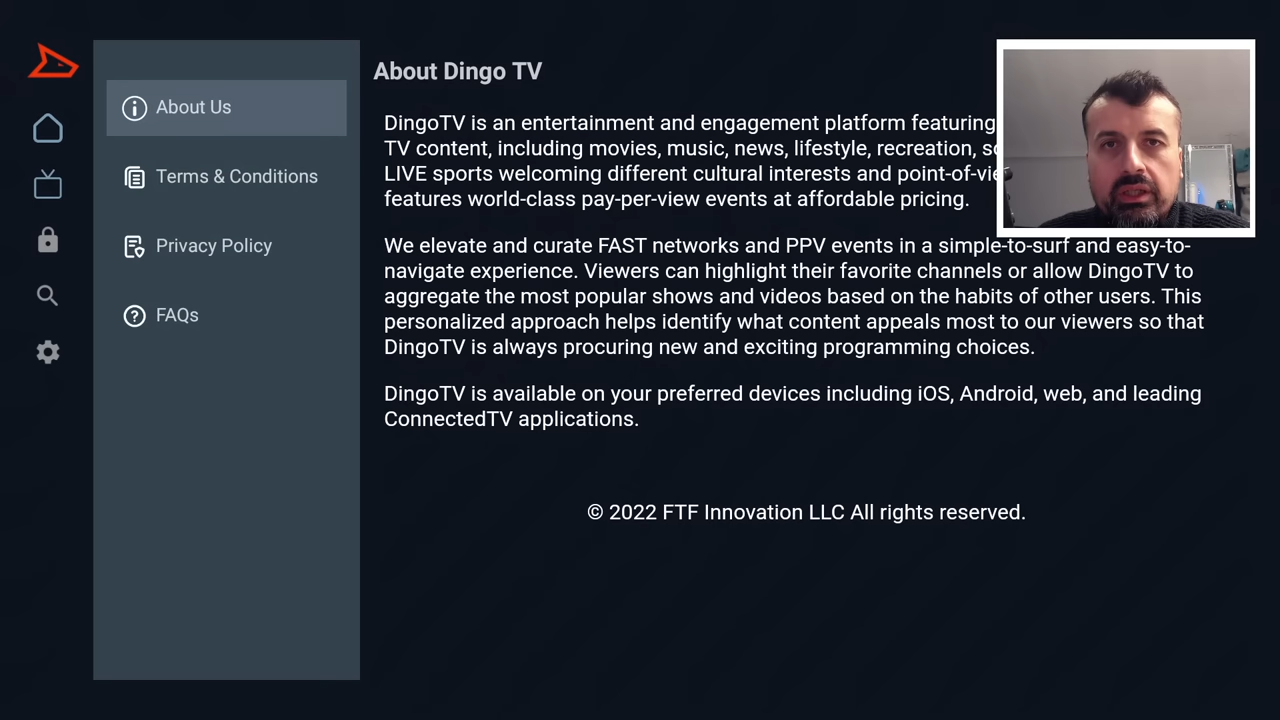 About Us
Terms & Conditions
Privacy Policy
FAQs
About Dingo TV
DingoTV is an entertainment and engagement platform featuring
TV content, including movies, music, news, lifestyle, recreation,
LIVE sports welcoming different cultural interests and
features world-class pay-per-view events at affordable pricing.
We elevate and curate FAST networks and PPV events in a simple-to-surf and easy-to-
navigate experience. Viewers can highlight their favorite channels or allow DingoTV to
aggregate the most popular shows and videos based on the habits of other users. This
personalized approach helps identify what content appeals most to our viewers so that
DingoTV is always procuring new and exciting programming choices.
DingoTV is available on your preferred devices including iOS, Android, web, and leading
ConnectedTV applications.
© 2022 FTF Innovation LLC All rights reserved.